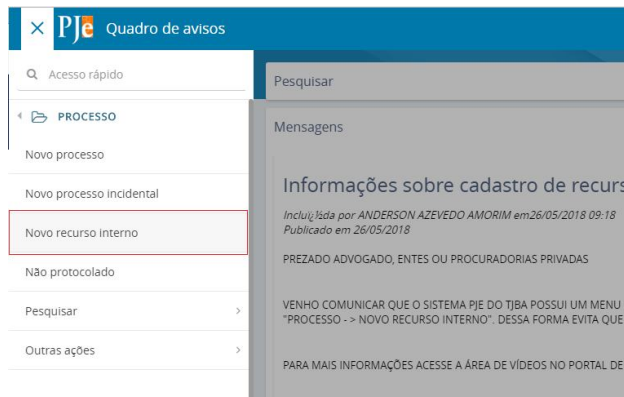 × PJe Quadro de avisos
Acesso rápido
PROCESSO
Novo processo
Novo processo incidental
Novo recurso interno
Não protocolado
Pesquisar
Outras ações
Pesquisar
Mensagens
Informações sobre cadastro de recurs
Incluï¿½da por ANDERSON AZEVEDO AMORIM em26/05/2018 09:18
Publicado em 26/05/2018
PREZADO ADVOGADO, ENTES OU PROCURADORIAS PRIVADAS
VENHO COMUNICAR QUE O SISTEMA PJE DO TJBA POSSUI UM MENU
"PROCESSO - > NOVO RECURSO INTERNO". DESSA FORMA EVITA QUE
PARA MAIS INFORMAÇÕES ACESSE A ÁREA DE VÍDEOS NO PORTAL DE